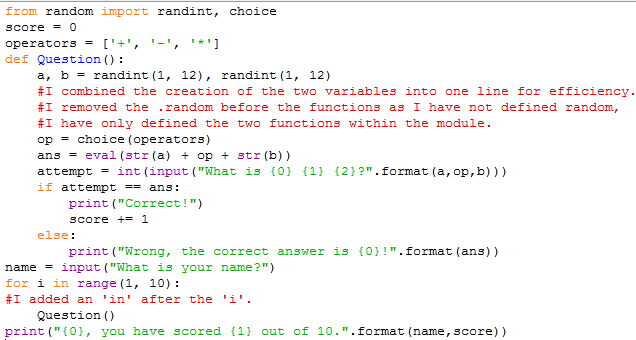 from random import randint, choice
score = 0
operators = ['+', '-', '*']
def Question():
    a, b = randint(1, 12), randint(1, 12)
    #I combined the creation of the two variables into one line for efficiency.
    #I removed the .random before the functions as I have not defined random,
    #I have only defined the two functions within the module.
    op = choice(operators)
    ans = eval(str(a) + op + str(b))
    attempt = int(input("What is {0} {1} {2}?".format(a,op,b)))
    if attempt == ans:
        print("Correct!")
        score += 1
    else:
        print("Wrong, the correct answer is {0}!".format(ans))
name = input("What is your name?")
for i in range(1, 10):
#I added an 'in' after the 'i'.
    Question()
print("{0}, you have scored {1} out of 10.".format(name,score))